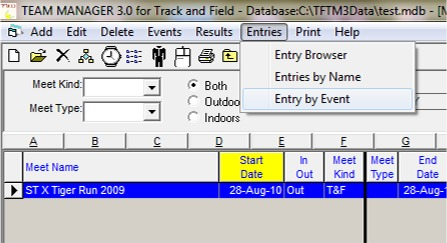 TEAM MANAGER 3.0 for Track and Field - Database:C:\TFTM3Data\test.mdb - [M
Add Edit Delete Events Results Entries Print Help
Entry Browser
Entries by Name
Entry by Event
Meet Kind:
Meet Type:
Both
Outdoo
Indoors
A B C D E F G H
Meet Name Start Date In Out Meet Kind Meet Type End Date
ST X Tiger Run 2009 28-Aug-10 Out T&F 28-Aug-1